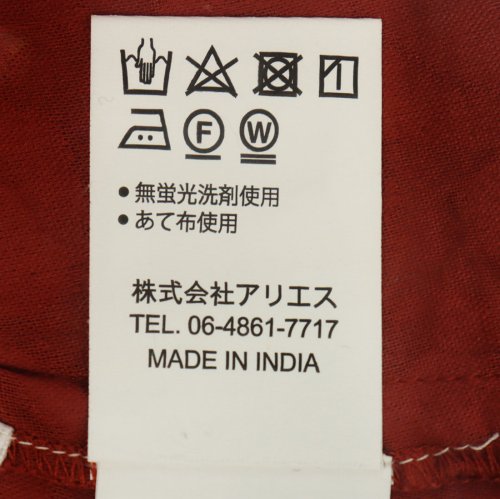 F W
● 無蛍光洗剤使用
● あて布使用
株式会社アリエス
TEL. 06-4861-7717
MADE IN INDIA